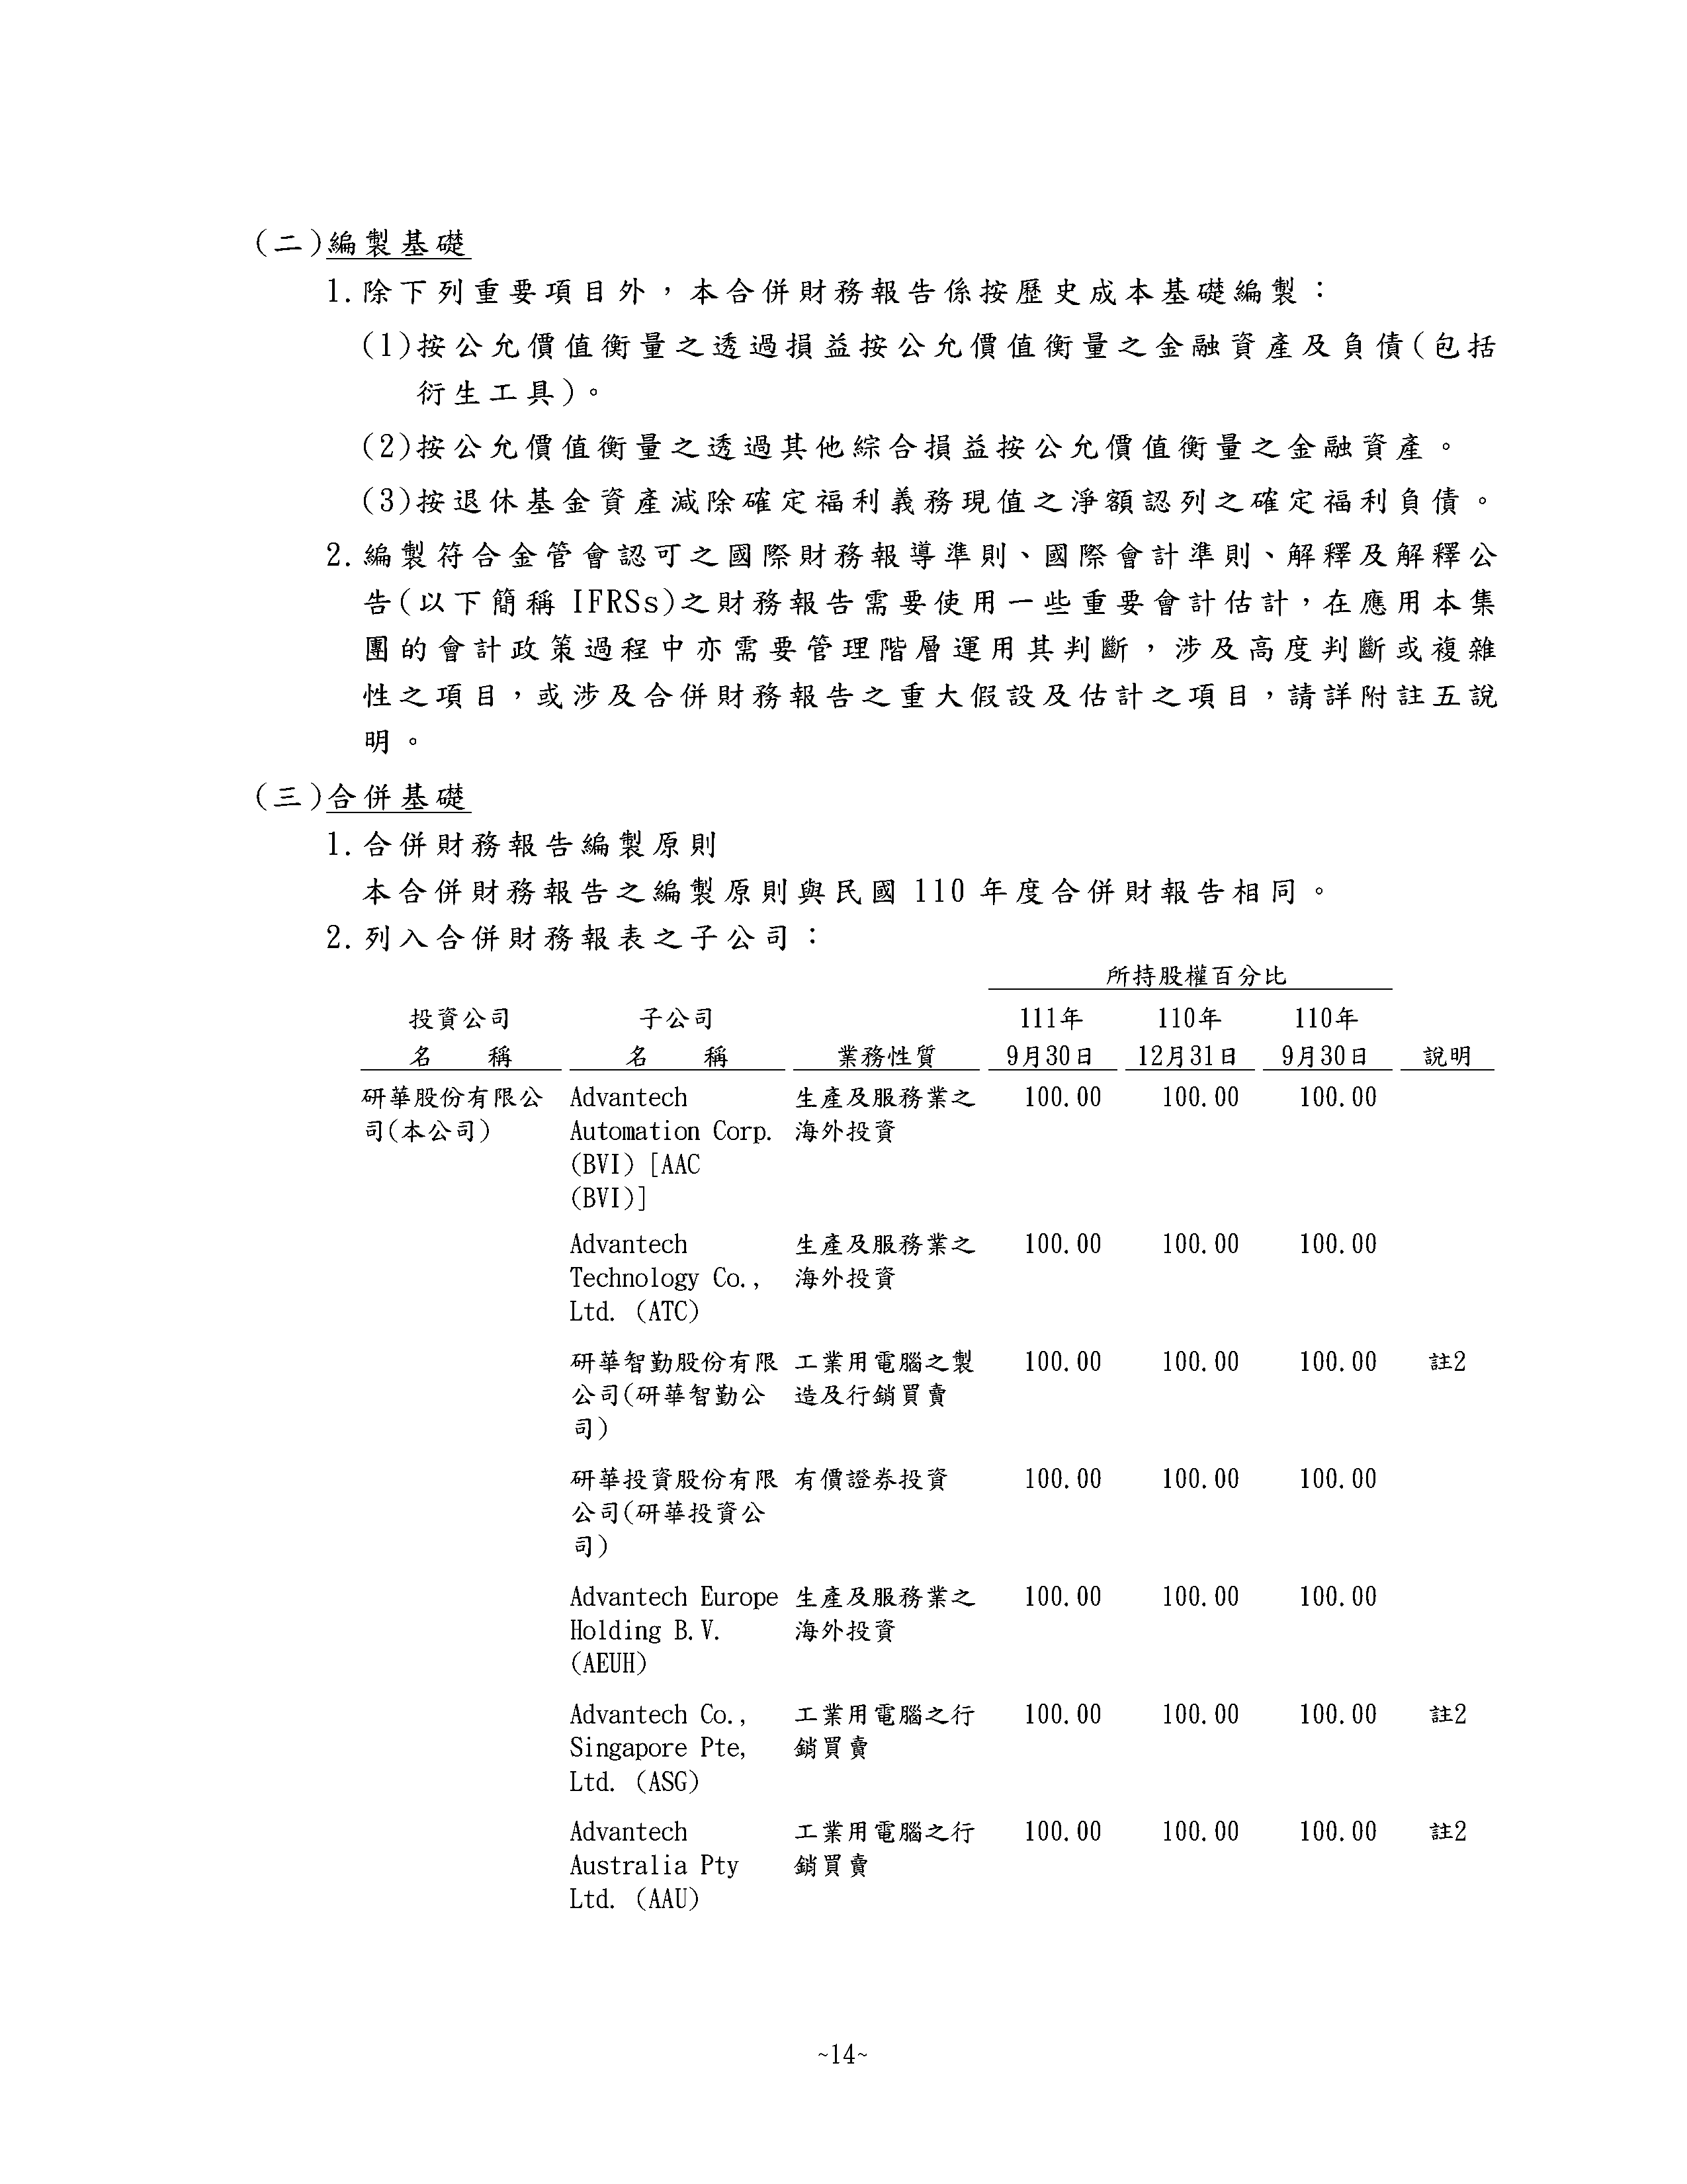 (二)編製基礎
1.除下列重要項目外，本合併財務報告係按歷史成本基礎編製：
(1)按公允價值衡量之透過損益按公允價值衡量之金融資產及負債(包括
衍生工具)。
(2)按公允價值衡量之透過其他綜合損益按公允價值衡量之金融資產。
(3)按退休基金資產減除確定福利義務現值之淨額認列之確定福利負債。
2.編製符合金管會認可之國際財務報導準則、國際會計準則、解釋及解釋公
告(以下簡稱 IFRSs)之財務報告需要使用一些重要會計估計，在應用本集
團的會計政策過程中亦需要管理階層運用其判斷，涉及高度判斷或複雜
性之項目，或涉及合併財務報告之重大假設及估計之項目，請詳附註五說
明。
(三)合併基礎
1.合併財務報告編製原則
本合併財務報告之編製原則與民國 110 年度合併財報告相同。
2.列入合併財務報表之子公司：
所持股權百分比
投資公司 子公司 111年 110年 110年
名 稱 名 稱 業務性質 9月30日 12月31日 9月30日 說明
研華股份有限公 Advantech 生產及服務業之 100.00 100.00 100.00
司(本公司) Automation Corp. 海外投資
(BVI) [AAC
(BVI)]
Advantech 生產及服務業之 100.00 100.00 100.00
Technology Co., 海外投資
Ltd. (ATC)
研華智勤股份有限 工業用電腦之製 100.00 100.00 100.00 註2
公司(研華智勤公 造及行銷買賣
司)
研華投資股份有限 有價證券投資 100.00 100.00 100.00
公司(研華投資公
司)
Advantech Europe 生產及服務業之 100.00 100.00 100.00
Holding B.V. 海外投資
(AEUH)
Advantech Co., 工業用電腦之行 100.00 100.00 100.00 註2
Singapore Pte, 銷買賣
Ltd. (ASG)
Advantech 工業用電腦之行 100.00 100.00 100.00 註2
Australia Pty 銷買賣
Ltd. (AAU)
~14~